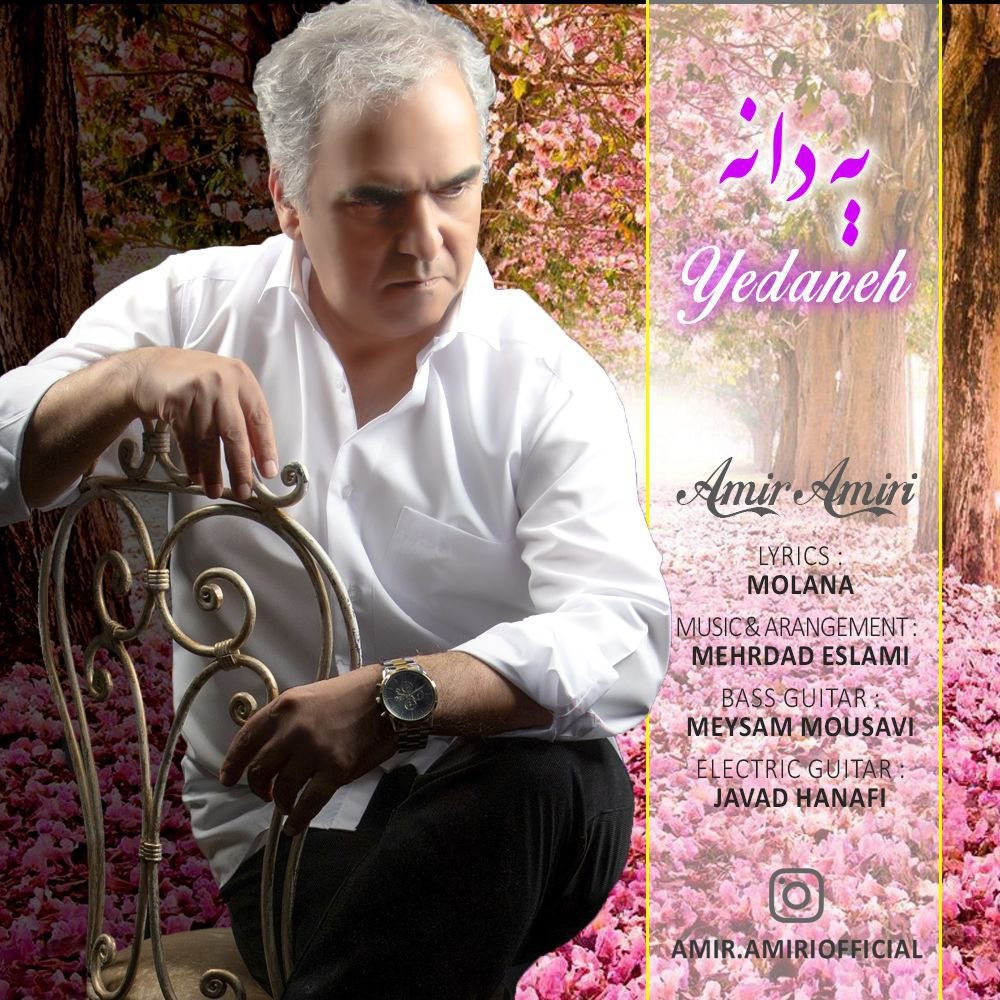 یه دانه
Yedaneh
Amir Amiri
LYRICS :
MOLANA
MUSIC & ARANGEMENT :
MEHRDAD ESLAMI
BASS GUITAR :
MEYSAM MOUSAVI
ELECTRIC GUITAR :
JAVAD HANAFI
AMIR.AMIRIOFFICIAL